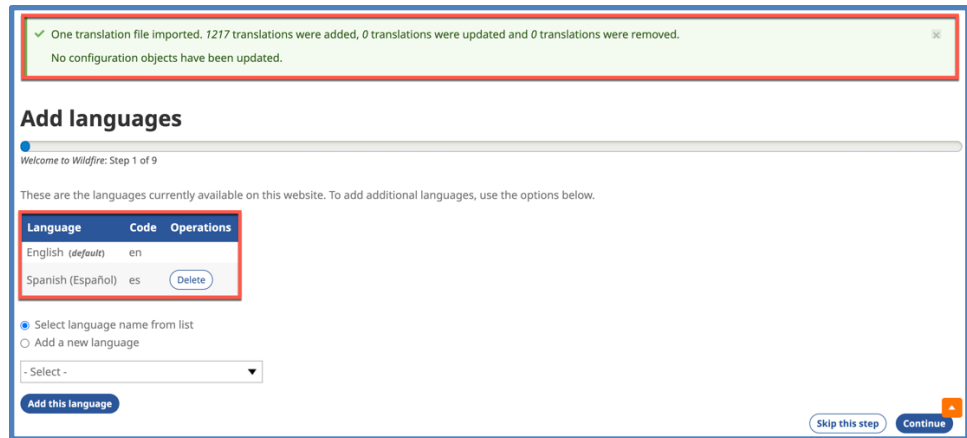 One translation file imported. 1217 translations were added, 0 translations were updated and 0 translations were removed.
No configuration objects have been updated.
Add languages
Welcome to Wildfire: Step 1 of 9
These are the languages currently available on this website. To add additional languages, use the options below.
Language Code Operations
English (default) en
Spanish (Español) es Delete
Select language name from list
Add a new language
- Select -
Add this language
Skip this step Continue